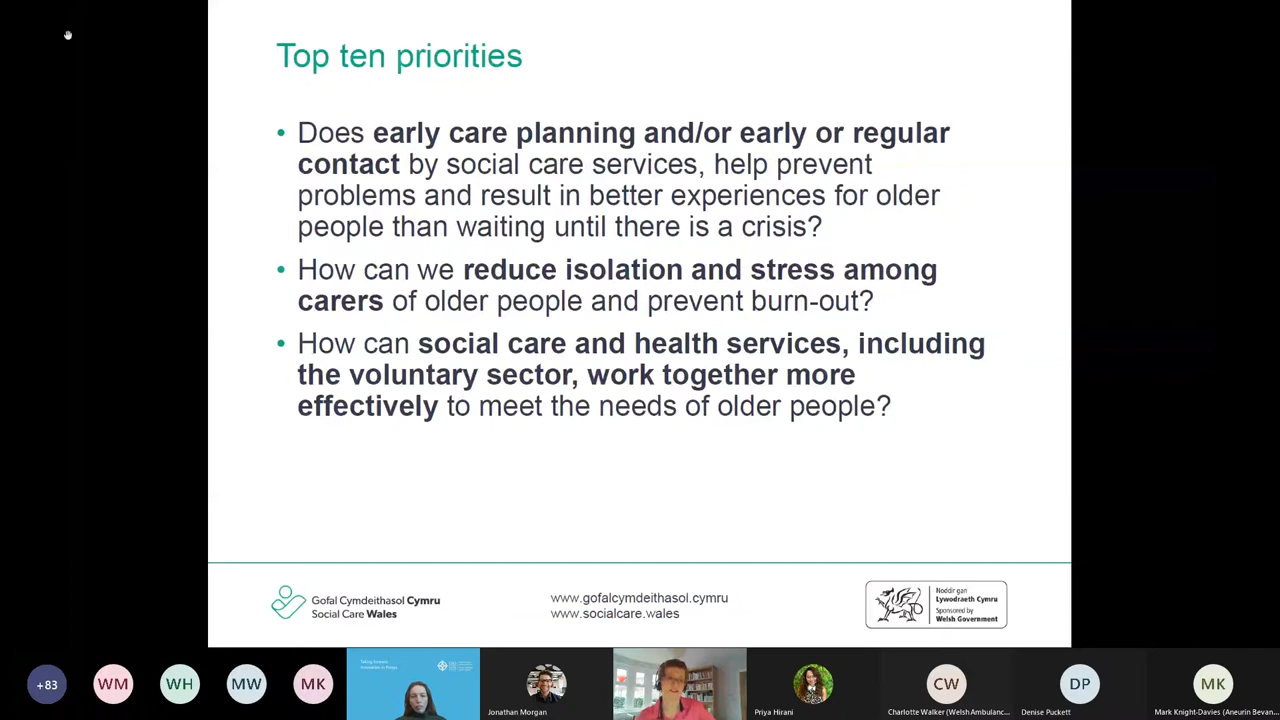 Top ten priorities
• Does early care planning and/or early or regular
contact by social care services, help prevent
problems and result in better experiences for older
people than waiting until there is a crisis?
• How can we reduce isolation and stress among
carers of older people and prevent burn-out?
• How can social care and health services, including
the voluntary sector, work together more
effectively to meet the needs of older people?
Gofal Cymdeithasol Cymru
Social Care Wales
www.gofalcymdeithasol.cymru
www.socialcare.wales
Noddir gan
Lywodraeth Cymru
Sponsored by
Welsh Government
+83
WM
WH
MW
MK
Jonathan Morgan
Priya Hirani
CW
Charlotte Walker (Welsh Ambulanc...
DP
Denise Puckett
MK
Mark Knight-Davies (Aneurin Bevan...